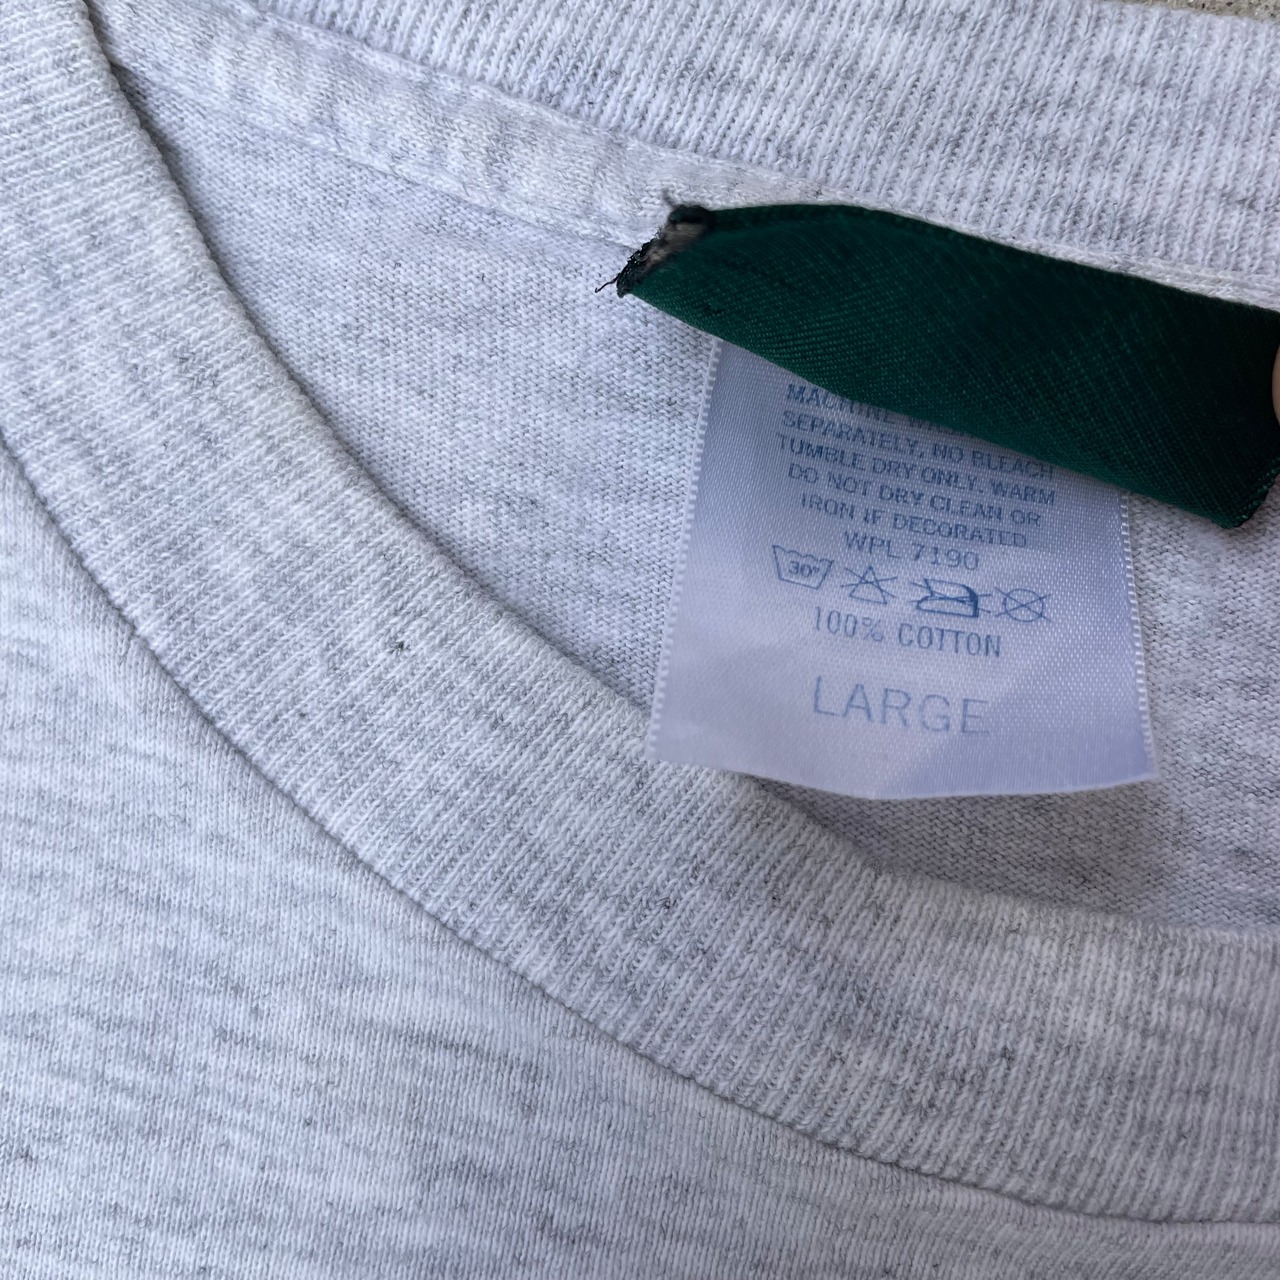 MACHINE
SEPARATELY, NO BLEACH
TUMBLE DRY ONLY. WARM
DO NOT DRY CLEAN OR
IRON IF DECORATED
WPL 7190
30°
100% COTTON
LARGE